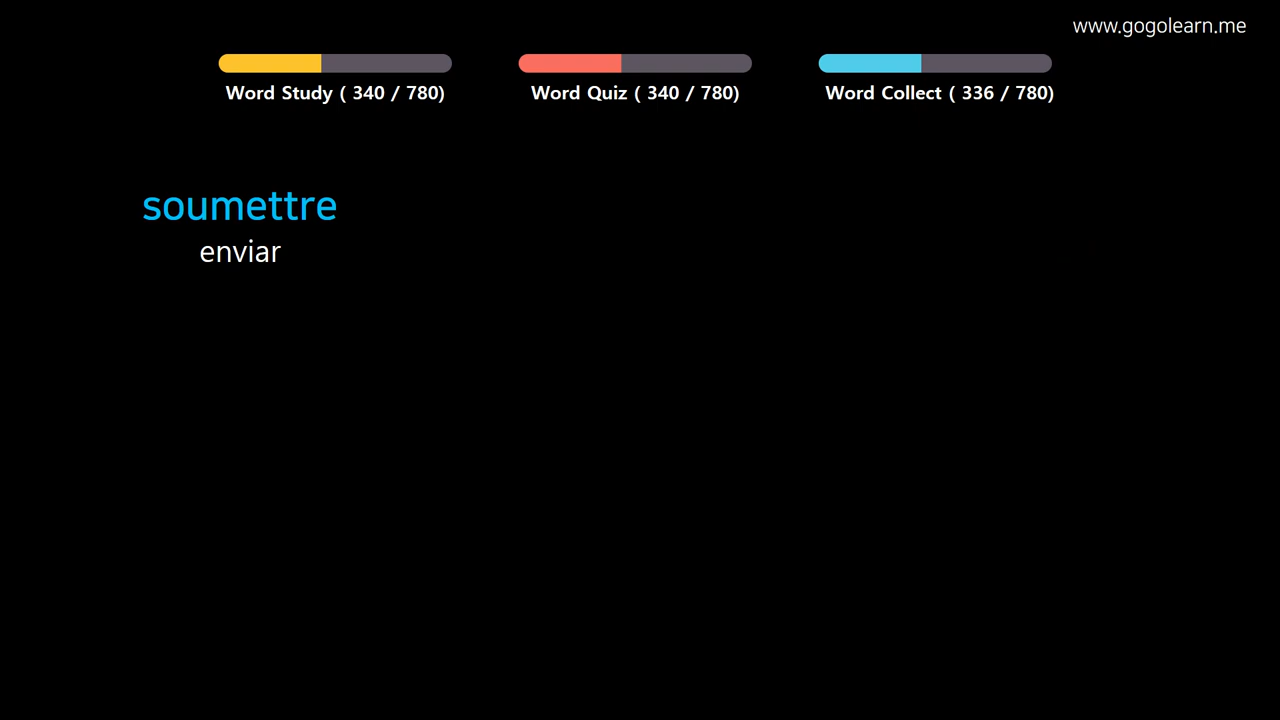 www.gogolearn.me
Word Study ( 340 / 780)
Word Quiz ( 340 / 780)
Word Collect ( 336 / 780)
soumettre
enviar